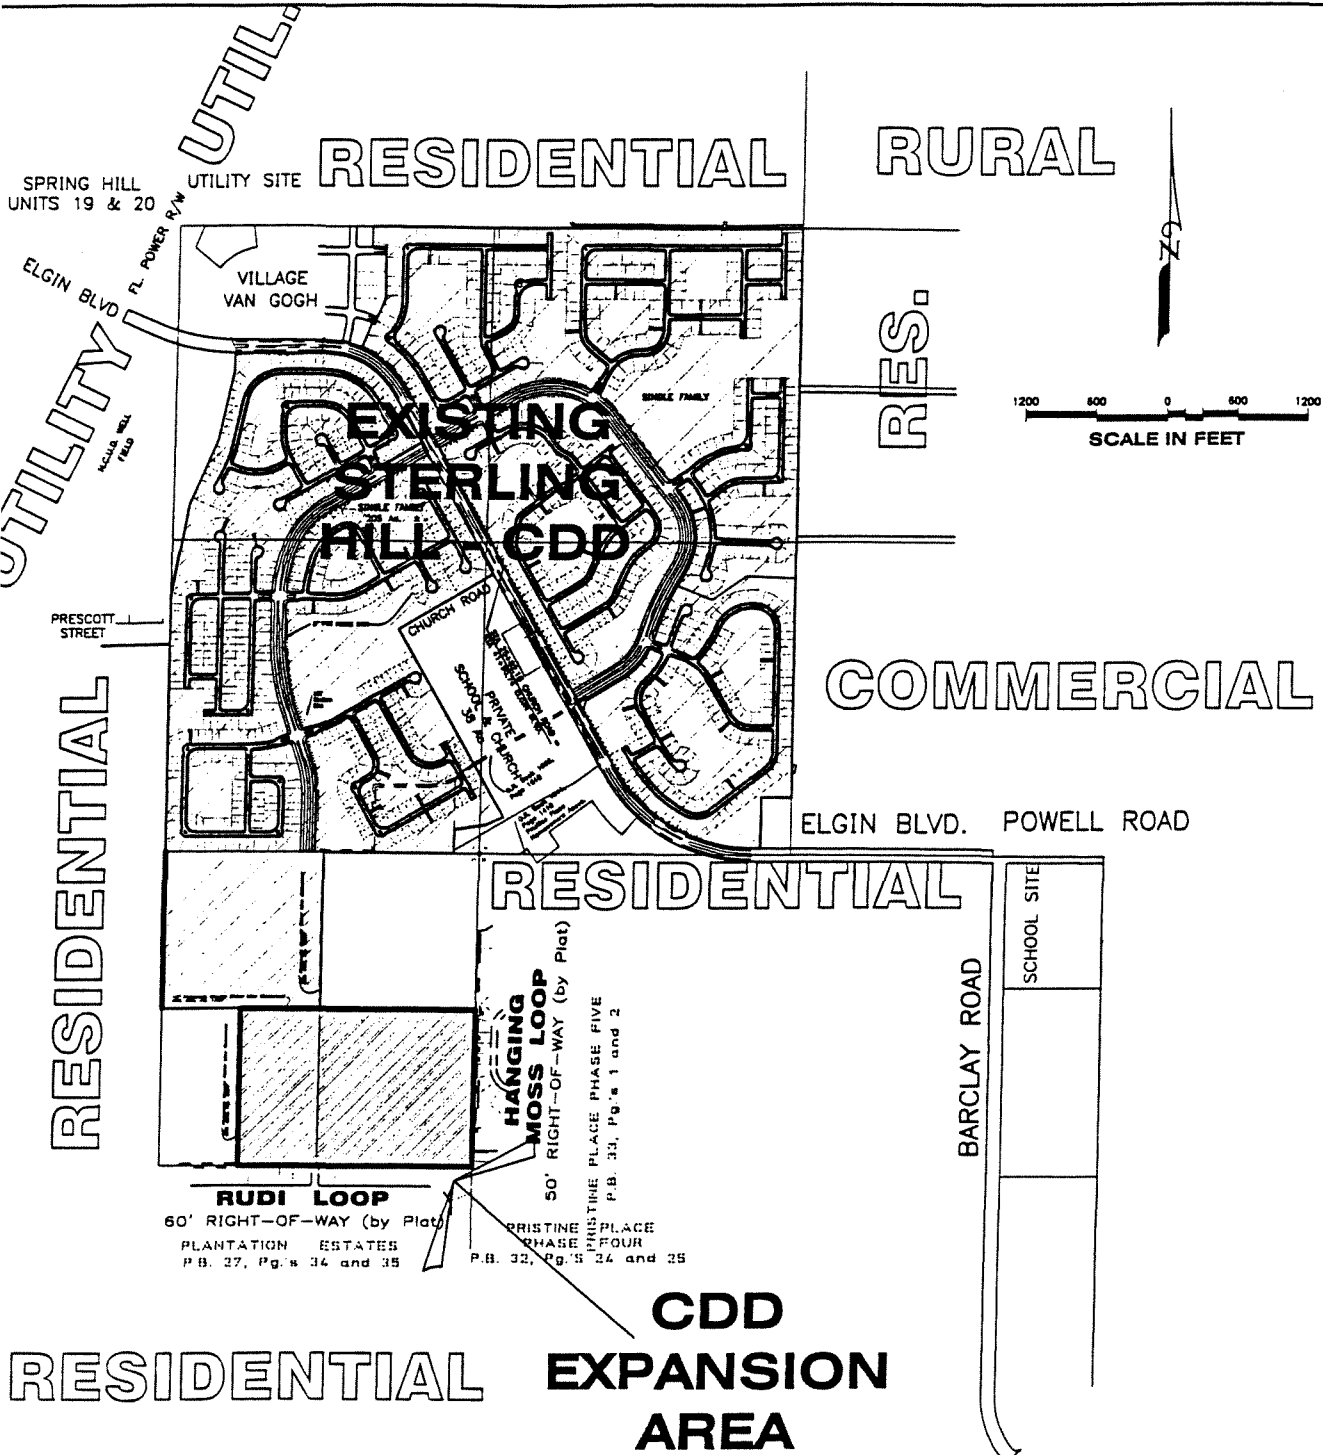 UTIL.
RESIDENTIAL
RURAL
SPRING HILL
UNITS 19 & 20
UTILITY SITE
FL. POWER R/W
ELGIN BLVD
VILLAGE
VAN GOGH
N
RES.
UTILITY
H.C.U.D. WELL
FIELD
SINGLE FAMILY
1200 600 0 600 1200
SCALE IN FEET
EXISTING
STERLING
SINGLE FAMILY
HILL - CDD
PRESCOTT
STREET
CHURCH ROAD
PRIVATE
SCHOOL & CHURCH
38 Ac.
COMMERCIAL
RESIDENTIAL
ELGIN BLVD.
POWELL ROAD
RESIDENTIAL
SCHOOL SITE
BARCLAY ROAD
HANGING
MOSS LOOP
50' RIGHT-OF-WAY (by Plat)
PRISTINE PLACE PHASE FIVE
P.B. 33, Pg.'s 1 and 2
RUDI LOOP
60' RIGHT-OF-WAY (by Plat)
PLANTATION ESTATES
P.B. 27, Pg.'s 34 and 35
PRISTINE PLACE
PHASE FOUR
P.B. 32, Pg.'S 24 and 25
CDD
EXPANSION
AREA
RESIDENTIAL